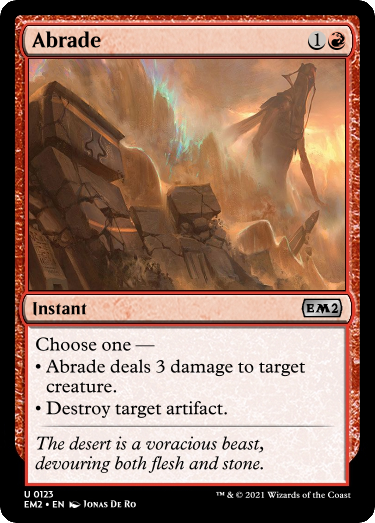 Abrade 1
Instant EM2
Choose one —
• Abrade deals 3 damage to target
creature.
• Destroy target artifact.
The desert is a voracious beast,
devouring both flesh and stone.
U 0123
EM2 • EN Jonas De Ro ™ & © 2021 Wizards of the Coast